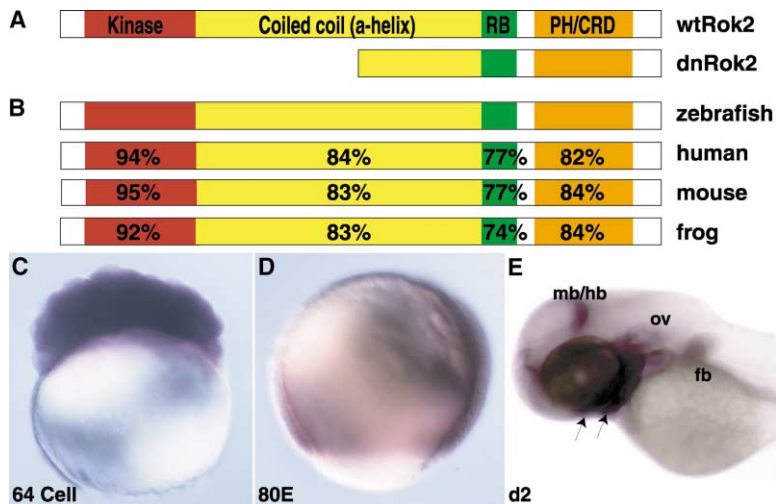 A Kinase Coiled coil (a-helix) RB PH/CRD wtRok2
dnRok2
B zebrafish
94% 84% 77% 82% human
95% 83% 77% 84% mouse
92% 83% 74% 84% frog
C D E
mb/hb
ov
fb
64 Cell 80E d2